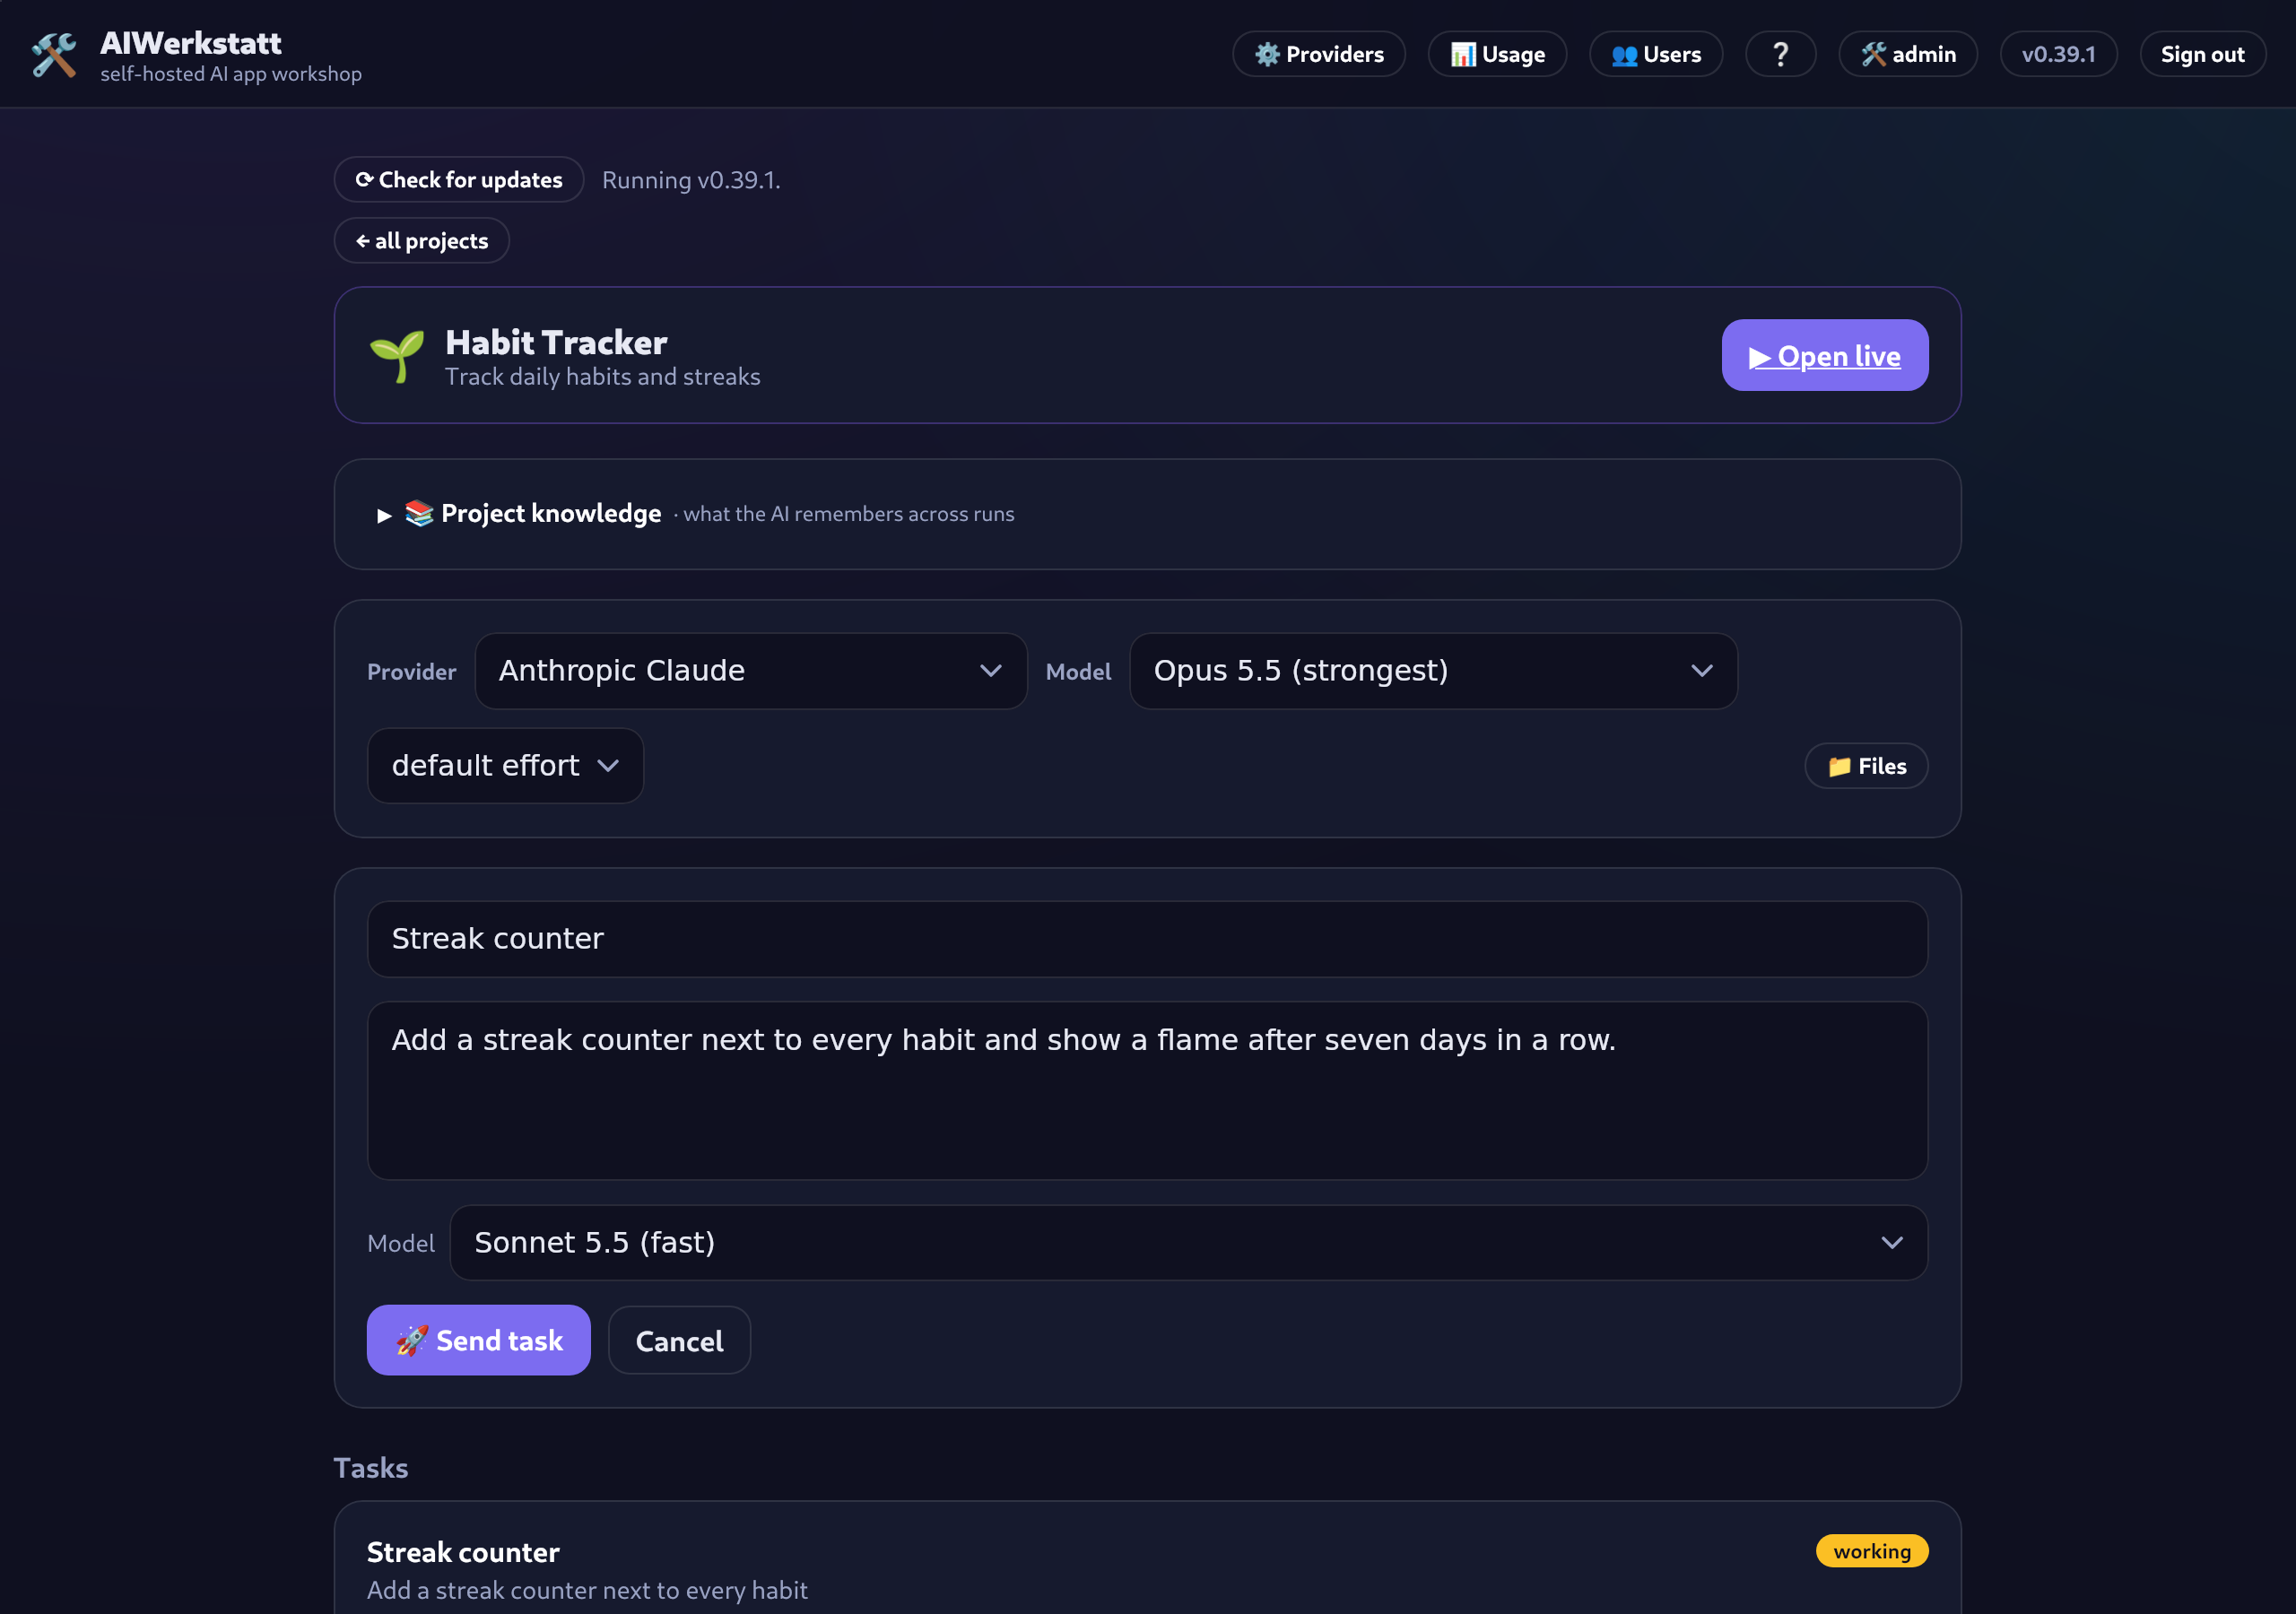 AIWerkstatt
self-hosted AI app workshop
⚙️ Providers
📊 Usage
👥 Users
❔
🛠️ admin
v0.39.1
Sign out
⟳ Check for updates
Running v0.39.1.
← all projects
Habit Tracker
Track daily habits and streaks
▶ Open live
▶ 📚 Project knowledge · what the AI remembers across runs
Provider
Anthropic Claude
Model
Opus 5.5 (strongest)
default effort
📁 Files
Streak counter
Add a streak counter next to every habit and show a flame after seven days in a row.
Model
Sonnet 5.5 (fast)
🚀 Send task
Cancel
Tasks
Streak counter
working
Add a streak counter next to every habit